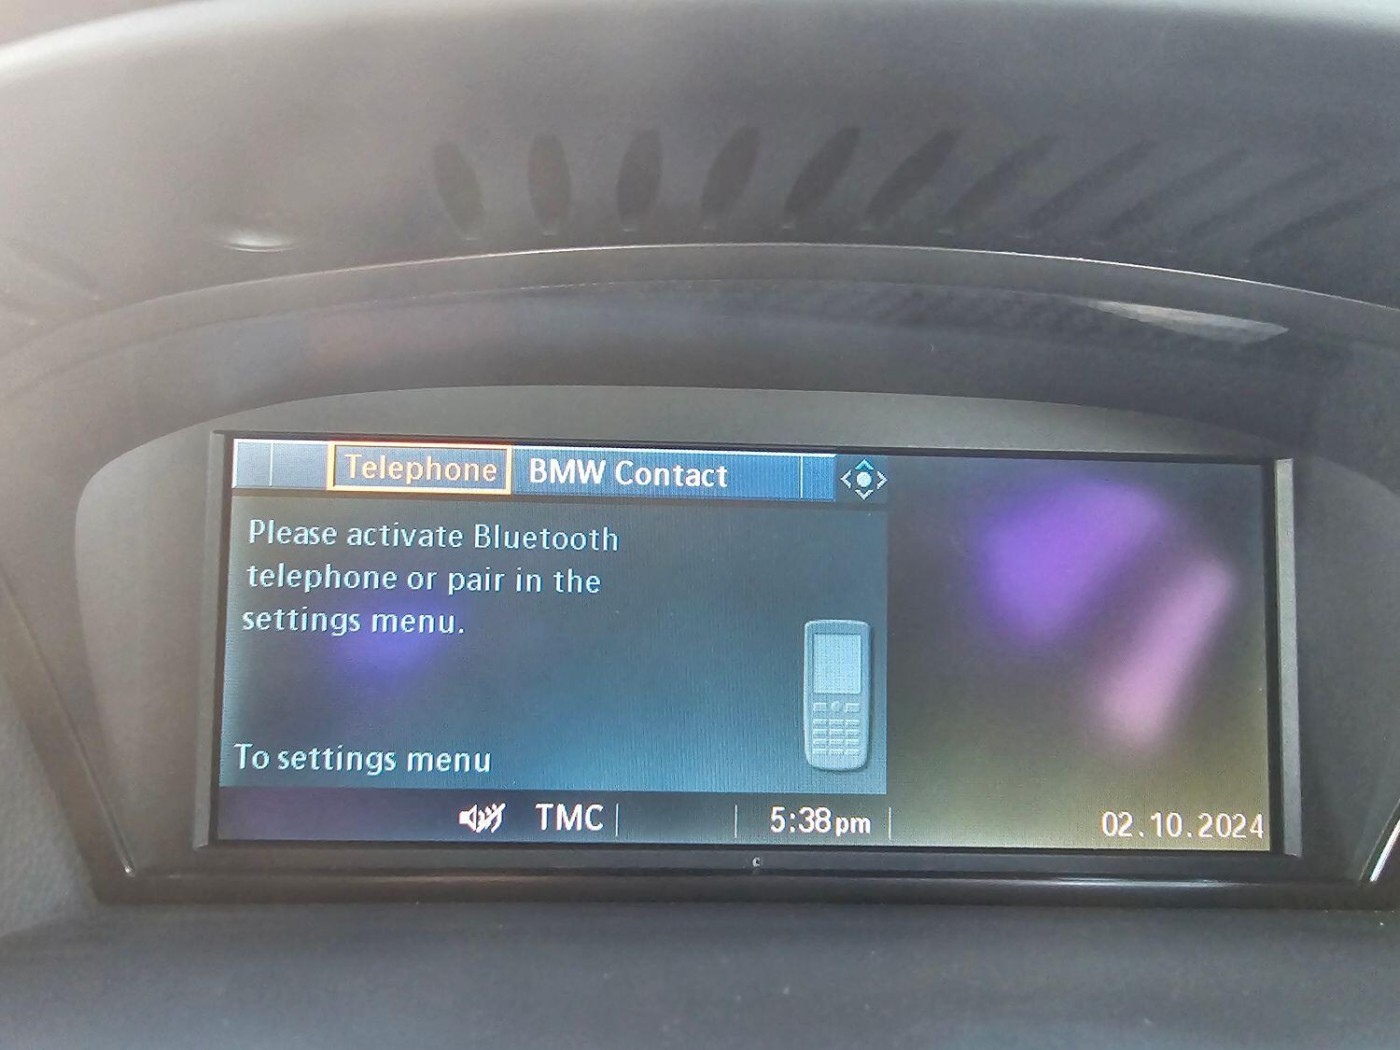 Telephone BMW Contact
Please activate Bluetooth
telephone or pair in the
settings menu.
To settings menu
TMC 5:38pm 02.10.2024